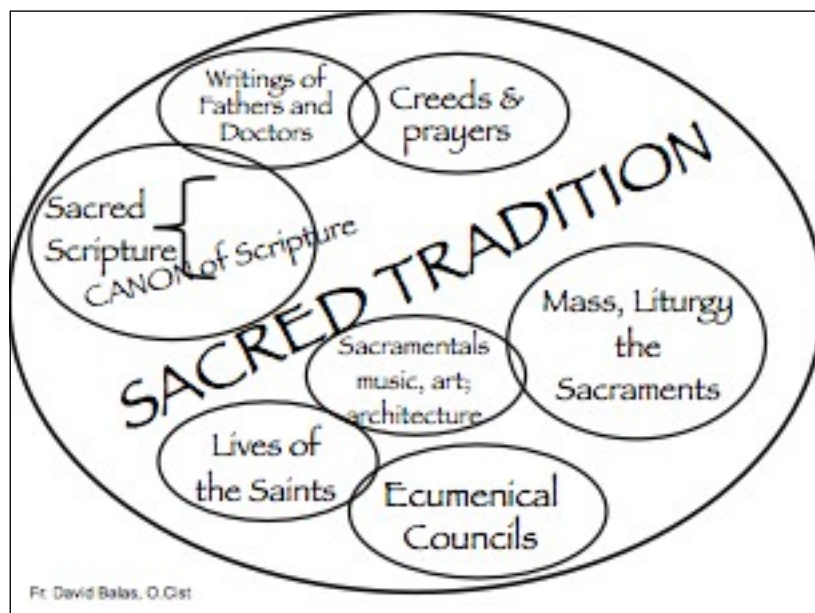 Writings of
Fathers and
Doctors
Creeds &
prayers
Sacred
Scripture
CANON of Scripture
SACRED TRADITION
Mass, Liturgy
the
Sacraments
Sacramentals
music, art;
architecture
Lives of
the Saints
Ecumenical
Councils
Fr. David Balas, O.Cist